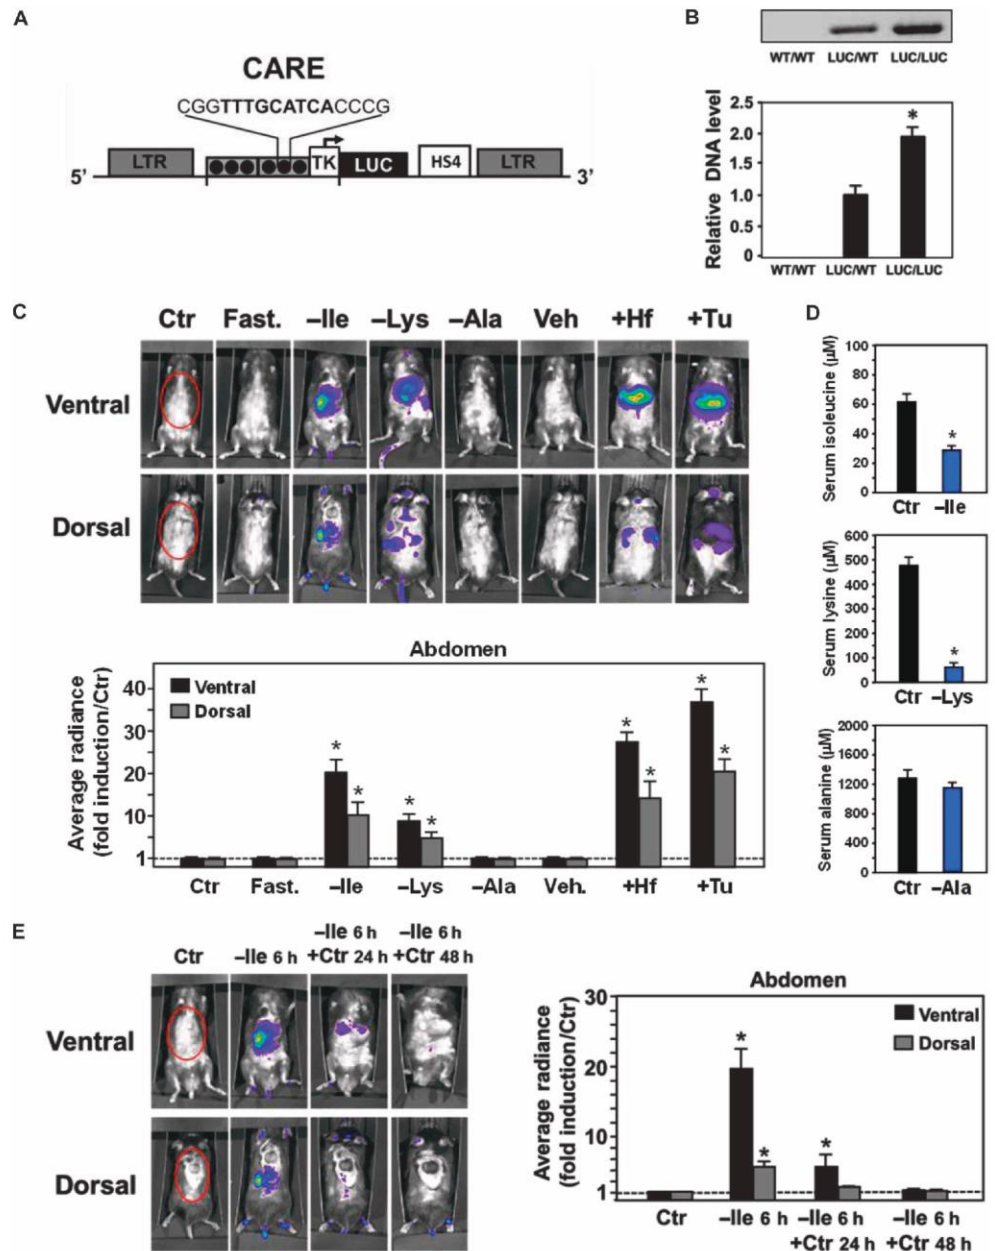 A
CARE
CGGTTTGCATCACCCG
LTR
TK
LUC
HS4
LTR
5’
3’
B
WT/WT LUC/WT LUC/LUC
Relative DNA level
2.5
2.0
1.5
1.0
0.5
0
*
WT/WT LUC/WT LUC/LUC
C
Ctr Fast. –Ile –Lys –Ala Veh +Hf +Tu
Ventral
Dorsal
Abdomen
Average radiance
(fold induction/Ctr)
40
30
20
10
1
Ventral
Dorsal
* * * * * * * *
Ctr Fast. –Ile –Lys –Ala Veh. +Hf +Tu
D
Serum isoleucine (µM)
100
80
60
40
20
0
*
Ctr –Ile
Serum lysine (µM)
600
500
400
300
200
100
0
*
Ctr –Lys
Serum alanine (µM)
2000
1600
1200
800
400
0
Ctr –Ala
E
Ctr
–Ile 6 h
–Ile 6 h
+Ctr 24 h
–Ile 6 h
+Ctr 48 h
Ventral
Dorsal
Abdomen
Average radiance
(fold induction/Ctr)
30
20
10
1
Ventral
Dorsal
* * *
Ctr
–Ile 6 h
–Ile 6 h
+Ctr 24 h
–Ile 6 h
+Ctr 48 h